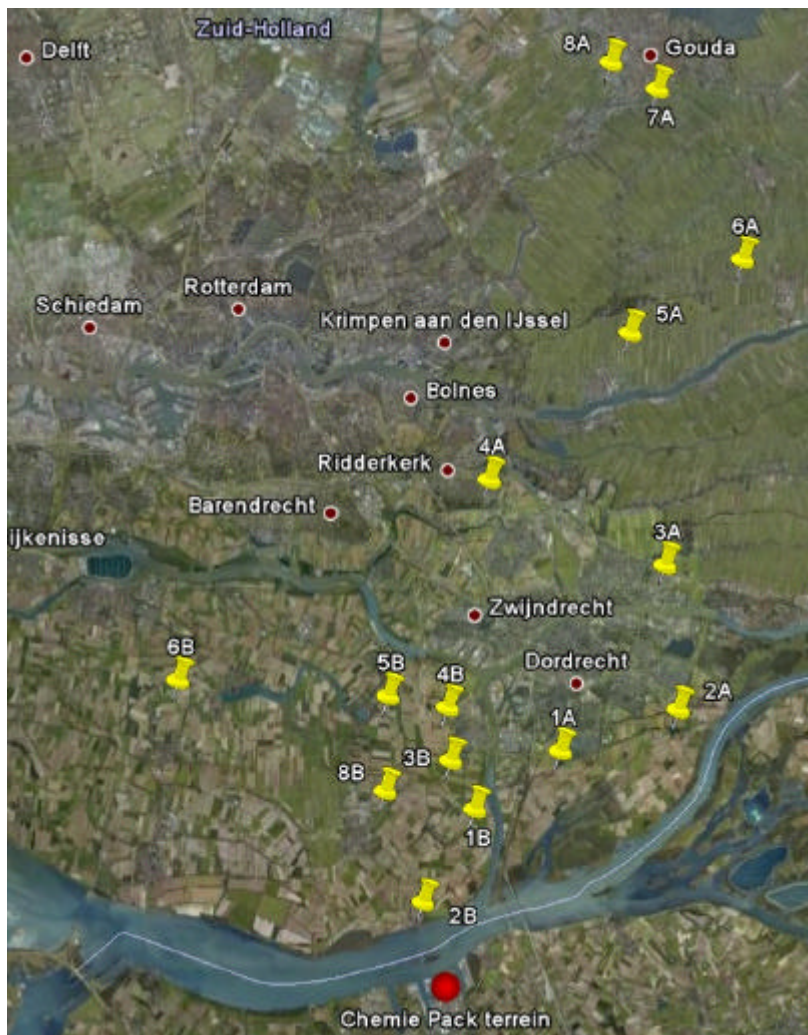 Zuid-Holland
Delft
8A
Gouda
7A
6A
Rotterdam
Schiedam
5A
Krimpen aan den IJssel
Bolnes
4A
Ridderkerk
Barendrecht
3A
ijkenisse
Zwijndrecht
6B
5B
4B
Dordrecht
2A
1A
3B
8B
1B
2B
Chemie Pack terrein